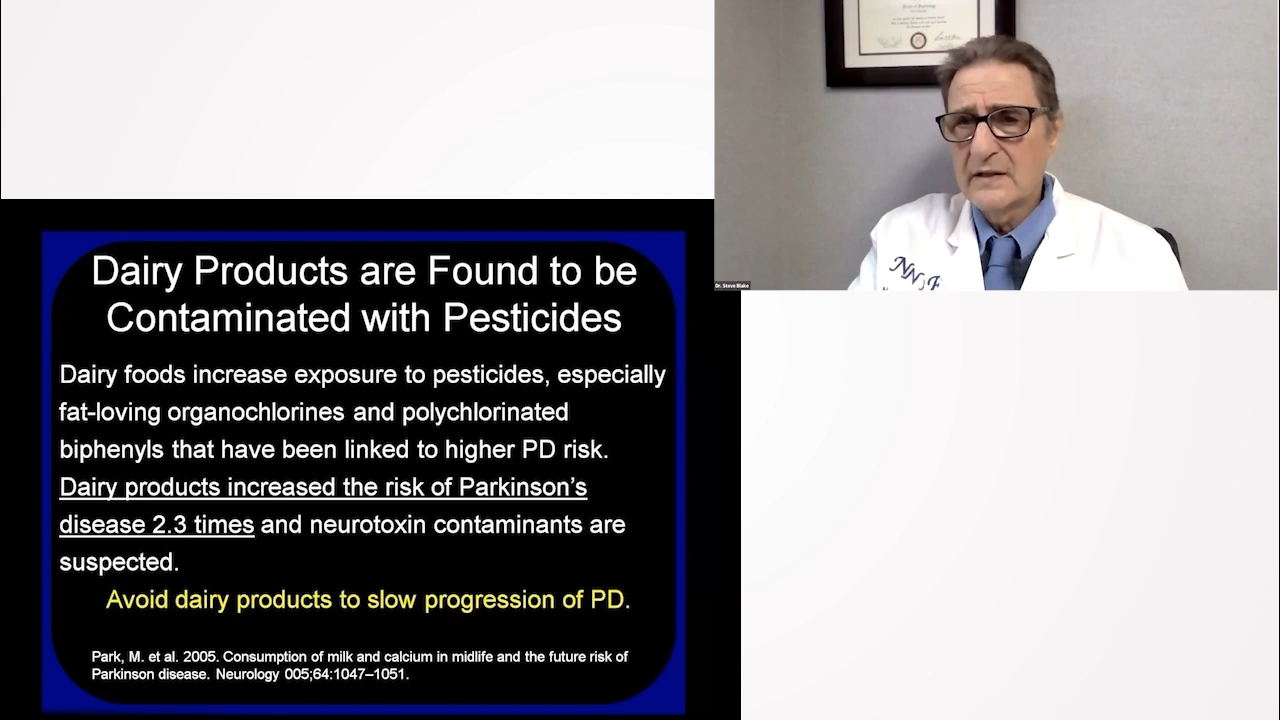 Dr. Steve Blake
Dairy Products are Found to be
Contaminated with Pesticides
Dairy foods increase exposure to pesticides, especially
fat-loving organochlorines and polychlorinated
biphenyls that have been linked to higher PD risk.
Dairy products increased the risk of Parkinson's
disease 2.3 times and neurotoxin contaminants are
suspected.
Avoid dairy products to slow progression of PD.
Park, M. et al. 2005. Consumption of milk and calcium in midlife and the future risk of
Parkinson disease. Neurology 005;64:1047–1051.